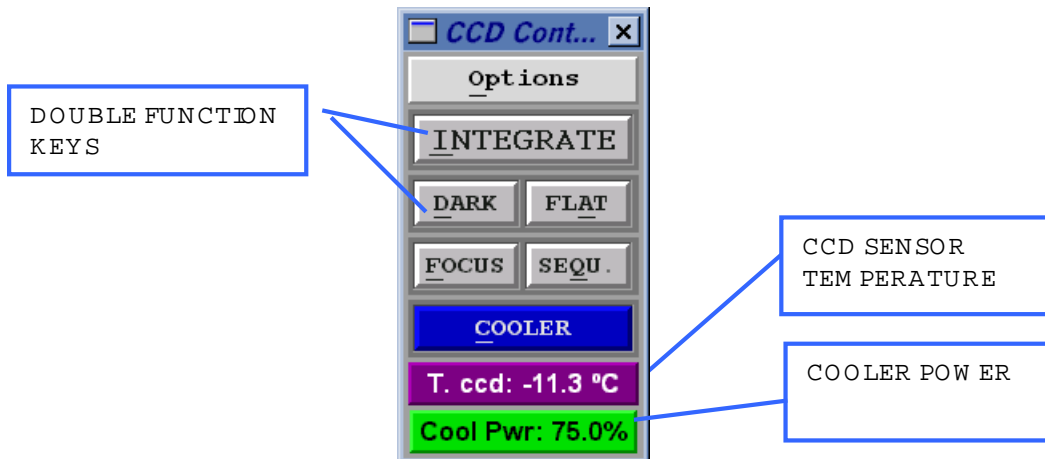 CCD Cont...
Options
DOUBLE FUNCTION
KEYS
INTEGRATE
DARK FLAT
FOCUS SEQU.
CCD SENSOR
TEMPERATURE
COOLER
T. ccd: -11.3 ºC
COOLER POWER
Cool Pwr: 75.0%